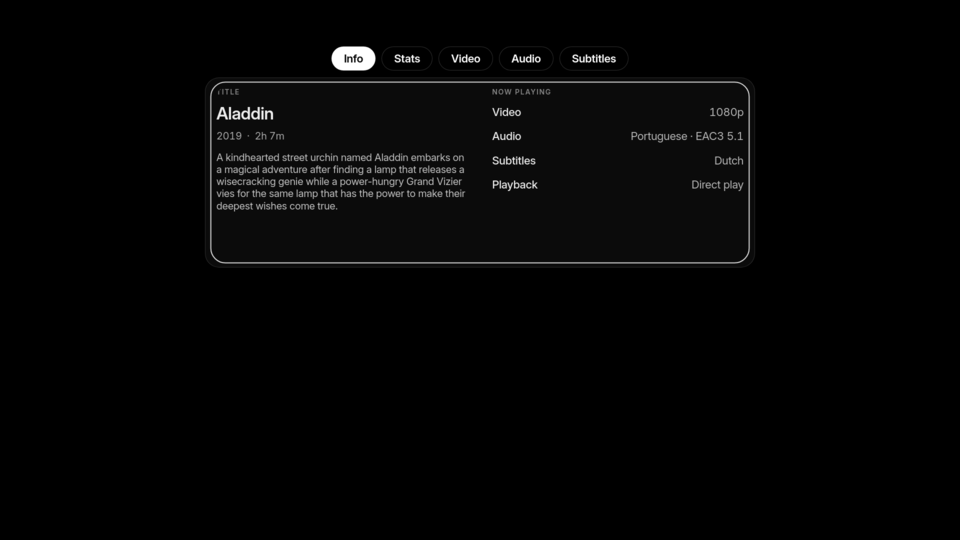 Info Stats Video Audio Subtitles
TITLE
Aladdin
2019 · 2h 7m
A kindhearted street urchin named Aladdin embarks on
a magical adventure after finding a lamp that releases a
wisecracking genie while a power-hungry Grand Vizier
vies for the same lamp that has the power to make their
deepest wishes come true.
NOW PLAYING
Video 1080p
Audio Portuguese · EAC3 5.1
Subtitles Dutch
Playback Direct play